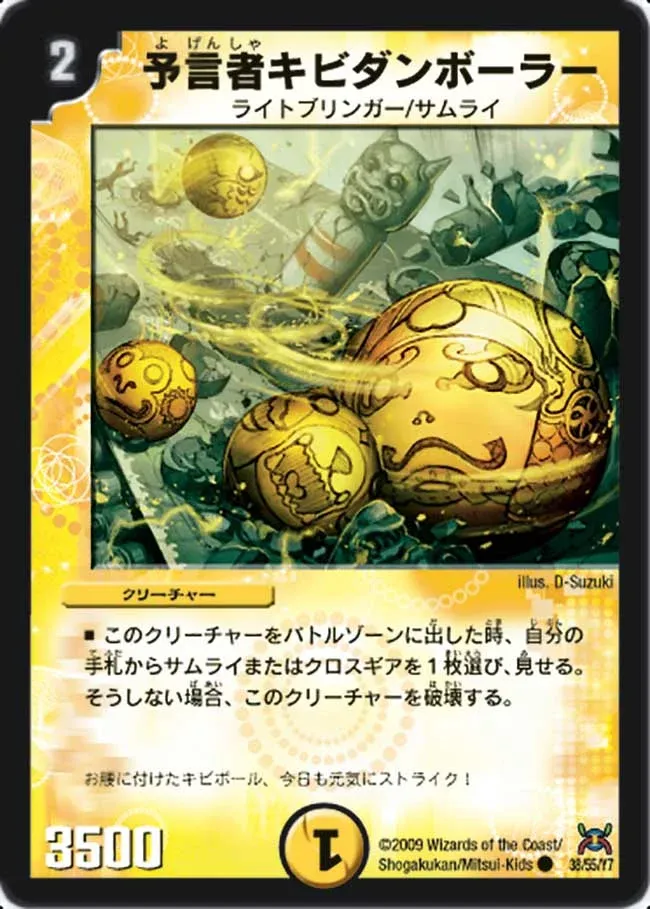 2
よげんしゃ
予言者キビダンボーラー
ライトブリンガー/サムライ
illus. D-Suzuki
クリーチャー
■ このクリーチャーをバトルゾーンに出した時、自分の
手札からサムライまたはクロスギアを1枚選び、見せる。
そうしない場合、このクリーチャーを破壊する。
お腰に付けたキビボール、今日も元気にストライク！
3500
1
©2009 Wizards of the Coast/
Shogakukan/Mitsui-Kids
38/55/Y7